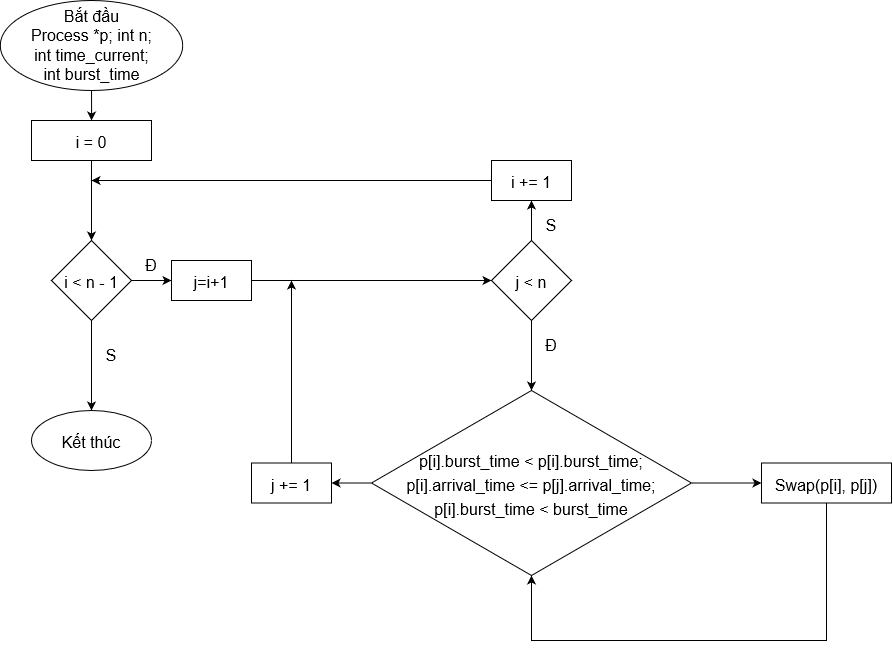 Bắt đầu
Process *p; int n;
int time_current;
int burst_time
i = 0
i += 1
S
i < n - 1
Đ
j=i+1
j < n
S
Đ
Kết thúc
p[i].burst_time < p[i].burst_time;
p[i].arrival_time <= p[j].arrival_time;
p[i].burst_time < burst_time
j += 1
Swap(p[i], p[j])